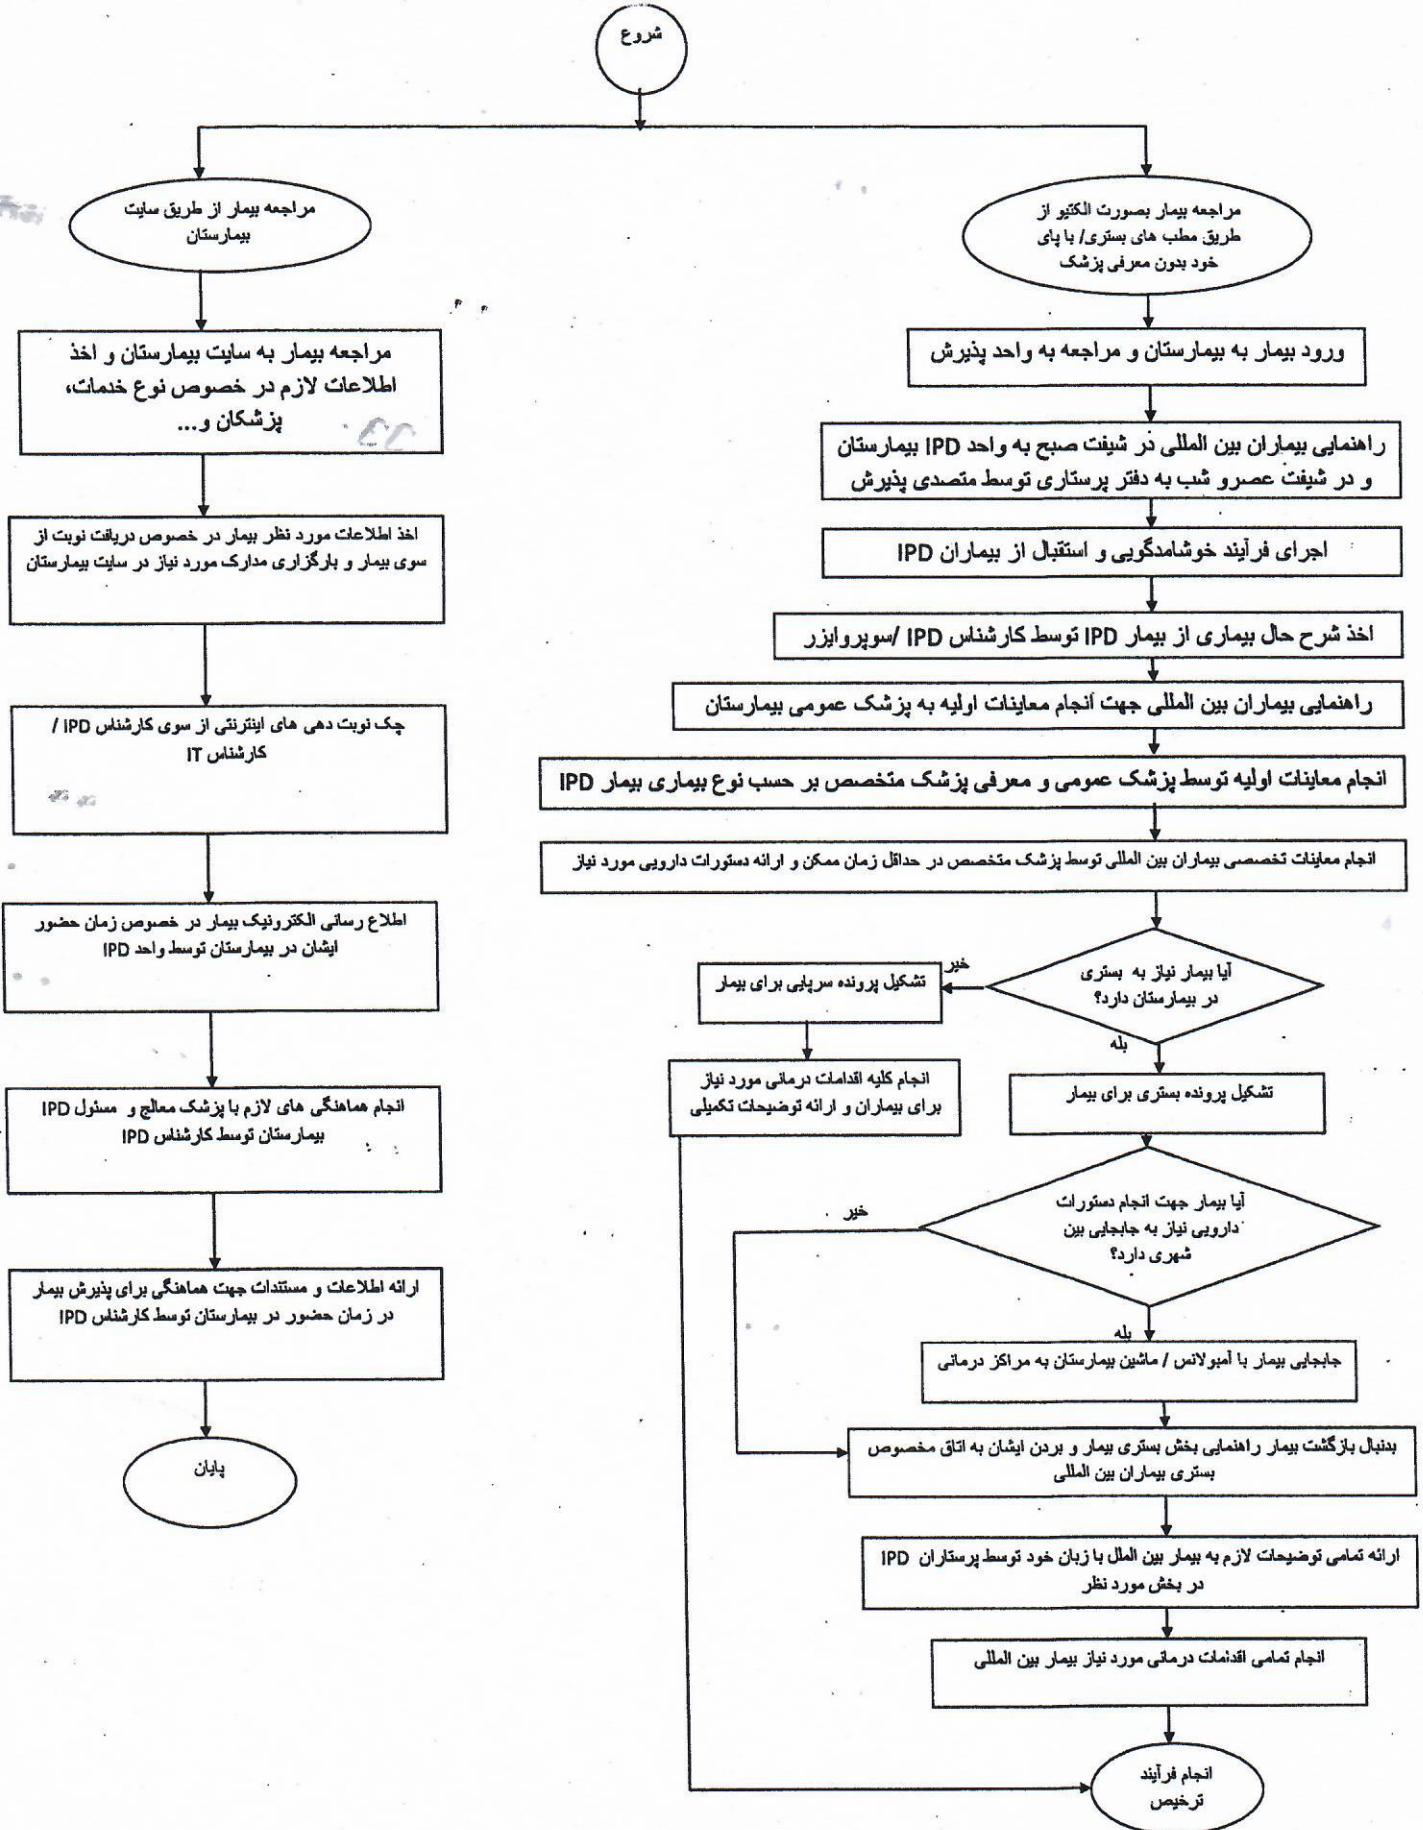 شروع
مراجعه بیمار بصورت الکتیو از
طریق مطب های بستری/ با پای
خود بدون معرفی پزشک
ورود بیمار به بیمارستان و مراجعه به واحد پذیرش
راهنمایی بیماران بین المللی در شیفت صبح به واحد IPD بیمارستان
و در شیفت عصرو شب به دفتر پرستاری توسط متصدی پذیرش
اجرای فرآیند خوشامدگویی و استقبال از بیماران IPD
اخذ شرح حال بیماری از بیمار IPD توسط کارشناس IPD /سوپروایزر
راهنمایی بیماران بین المللی جهت انجام معاینات اولیه به پزشک عمومی بیمارستان
انجام معاینات اولیه توسط پزشک عمومی و معرفی پزشک متخصص بر حسب نوع بیماری بیمار IPD
انجام معاینات تخصصی بیماران بین المللی توسط پزشک متخصص در حداقل زمان ممکن و ارائه دستورات دارویی مورد نیاز
آیا بیمار نیاز به بستری
در بیمارستان دارد؟
خیر
تشکیل پرونده سرپایی برای بیمار
انجام کلیه اقدامات درمانی مورد نیاز
برای بیماران و ارائه توضیحات تکمیلی
بله
تشکیل پرونده بستری برای بیمار
آیا بیمار جهت انجام دستورات
دارویی نیاز به جابجایی بین
شهری دارد؟
خیر
بله
جابجایی بیمار با آمبولانس / ماشین بیمارستان به مراکز درمانی
بدنبال بازگشت بیمار راهنمایی بخش بستری بیمار و بردن ایشان به اتاق مخصوص
بستری بیماران بین المللی
ارائه تمامی توضیحات لازم به بیمار بین الملل با زبان خود توسط پرستاران IPD
در بخش مورد نظر
انجام تمامی اقدامات درمانی مورد نیاز بیمار بین المللی
انجام فرآیند
ترخیص
مراجعه بیمار از طریق سایت
بیمارستان
مراجعه بیمار به سایت بیمارستان و اخذ
اطلاعات لازم در خصوص نوع خدمات،
پزشکان و...
اخذ اطلاعات مورد نظر بیمار در خصوص دریافت نوبت از
سوی بیمار و بارگزاری مدارک مورد نیاز در سایت بیمارستان
چک نوبت دهی های اینترنتی از سوی کارشناس IPD /
کارشناس IT
اطلاع رسانی الکترونیک بیمار در خصوص زمان حضور
ایشان در بیمارستان توسط واحد IPD
انجام هماهنگی های لازم با پزشک معالج و مسئول IPD
بیمارستان توسط کارشناس IPD
ارائه اطلاعات و مستندات جهت هماهنگی برای پذیرش بیمار
در زمان حضور در بیمارستان توسط کارشناس IPD
پایان